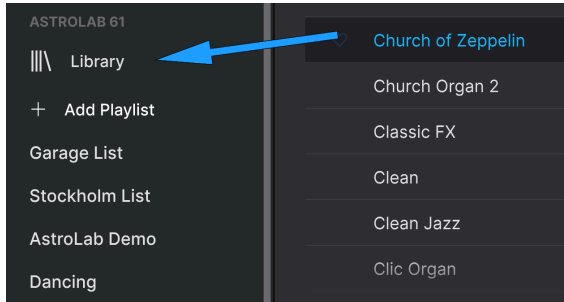 ASTROLAB 61
Library
Add Playlist
Garage List
Stockholm List
AstroLab Demo
Dancing
Church of Zeppelin
Church Organ 2
Classic FX
Clean
Clean Jazz
Clic Organ